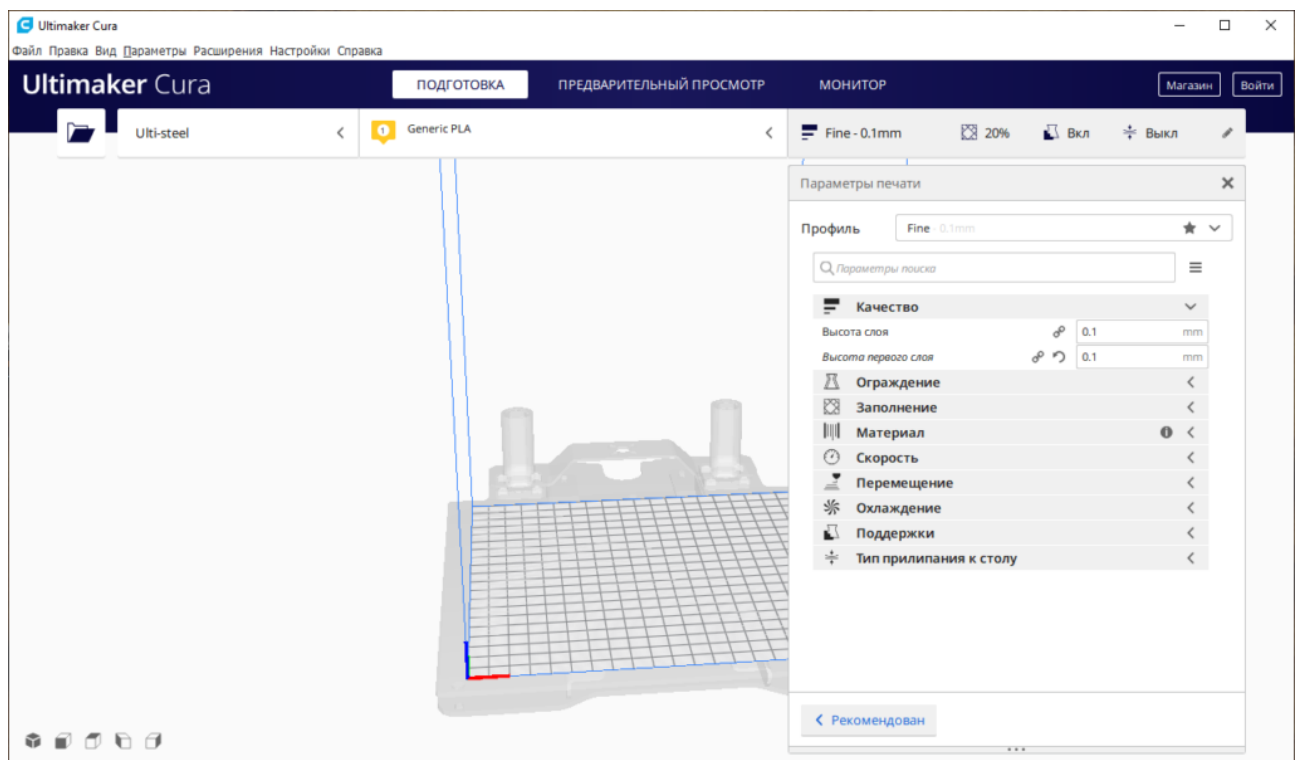 Ultimaker Cura
Файл Правка Вид Параметры Расширения Настройки Справка
Ultimaker Cura ПОДГОТОВКА ПРЕДВАРИТЕЛЬНЫЙ ПРОСМОТР МОНИТОР Магазин Войти
Ulti-steel 1 Generic PLA Fine - 0.1mm 20% Вкл Выкл
Параметры печати
Профиль Fine - 0.1mm
Параметры поиска
Качество
Высота слоя 0.1 mm
Высота первого слоя 0.1 mm
Ограждение
Заполнение
Материал
Скорость
Перемещение
Охлаждение
Поддержки
Тип прилипания к столу
Рекомендован